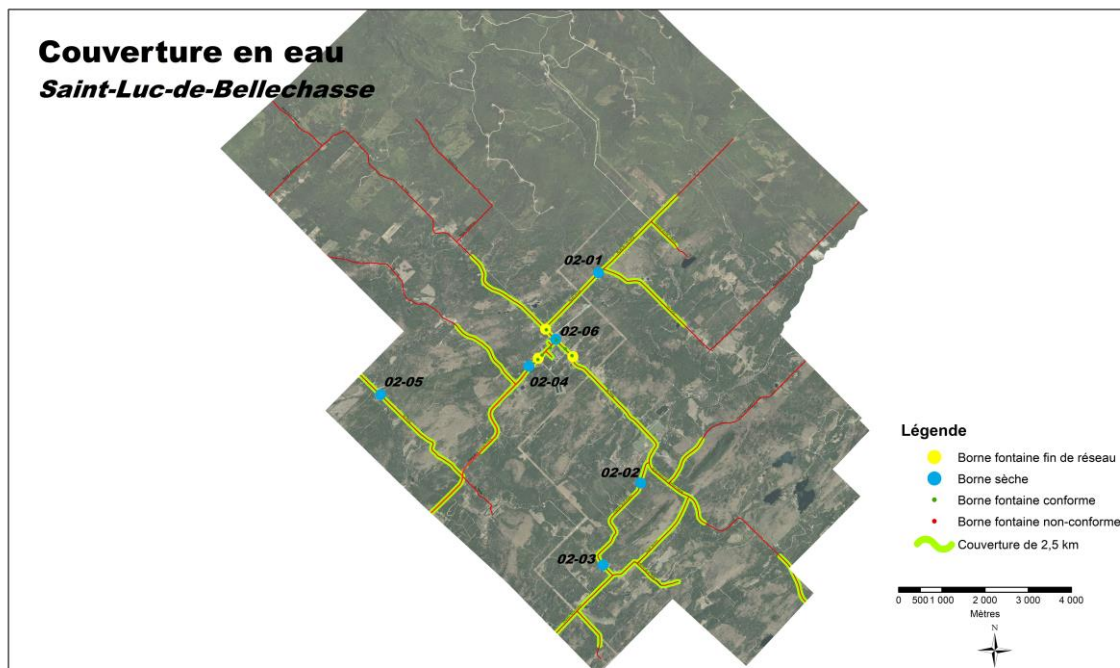 Couverture en eau
Saint-Luc-de-Bellechasse
02-01
02-06
02-04
02-05
02-02
02-03
Légende
Borne fontaine fin de réseau
Borne sèche
Borne fontaine conforme
Borne fontaine non-conforme
Couverture de 2,5 km
0 500 1 000 2 000 3 000 4 000
Mètres
N